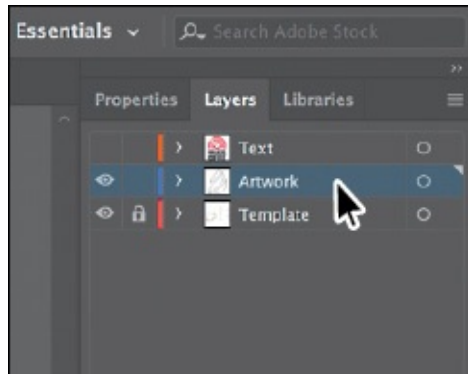 Essentials Search Adobe Stock
Properties Layers Libraries
Text
Artwork
Template